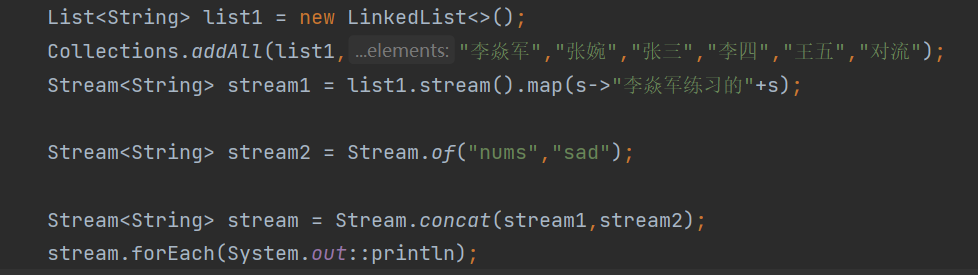 List<String> list1 = new LinkedList<>();
Collections.addAll(list1, ...elements: "李焱军","张婉","张三","李四","王五","对流");
Stream<String> stream1 = list1.stream().map(s->"李焱军练习的"+s);
Stream<String> stream2 = Stream.of("nums","sad");
Stream<String> stream = Stream.concat(stream1,stream2);
stream.forEach(System.out::println);